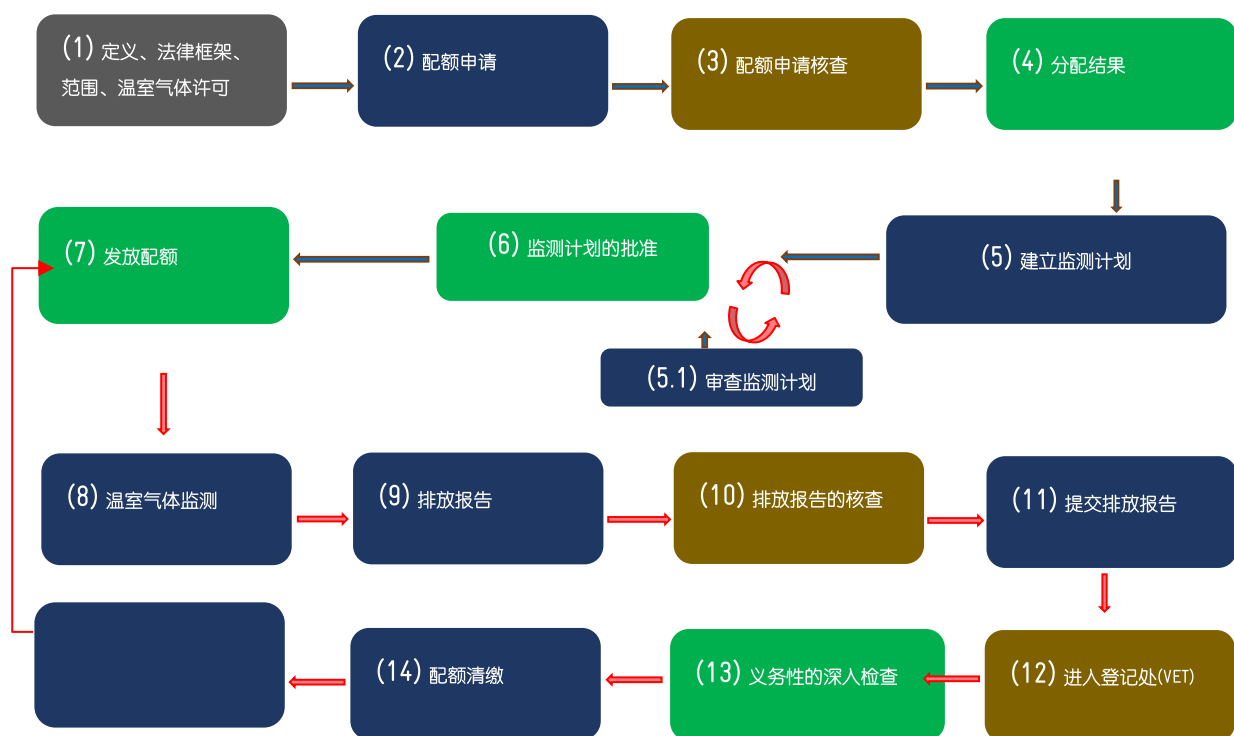 (1) 定义、法律框架、
范围、温室气体许可
(2) 配额申请
(3) 配额申请核查
(4) 分配结果
(7) 发放配额
(6) 监测计划的批准
(5) 建立监测计划
(5.1) 审查监测计划
(8) 温室气体监测
(9) 排放报告
(10) 排放报告的核查
(11) 提交排放报告
(14) 配额清缴
(13) 义务性的深入检查
(12) 进入登记处(VET)